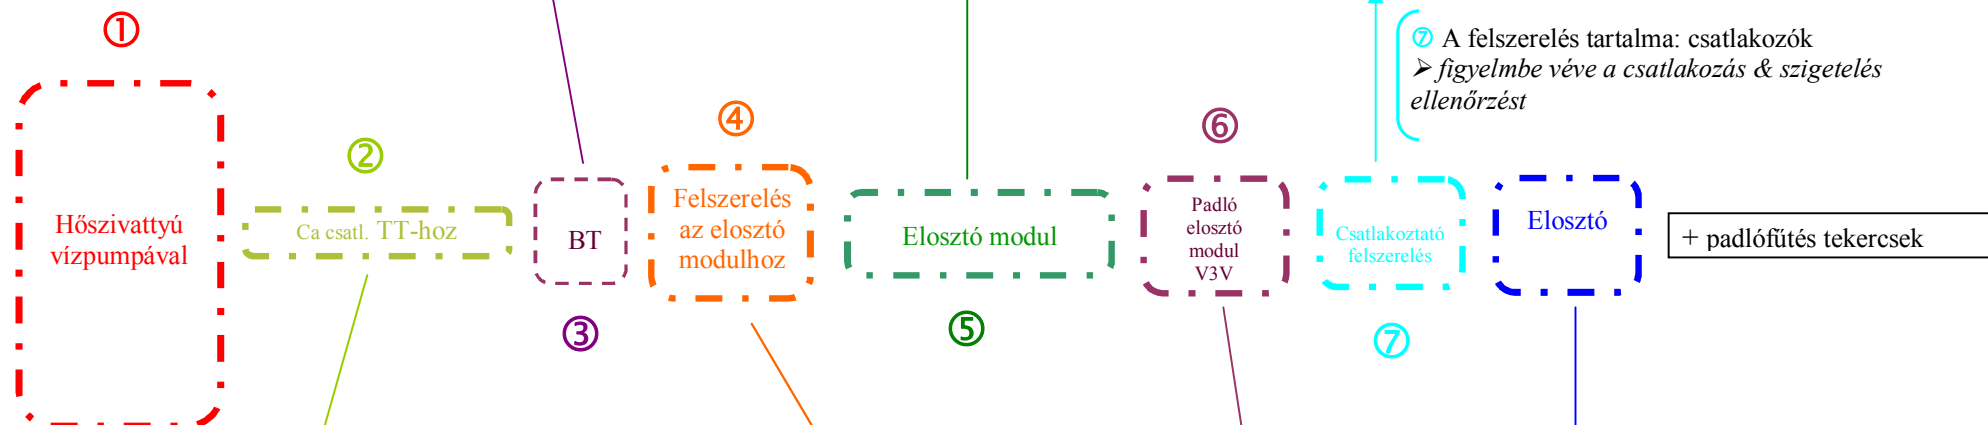 ①
⑦ A felszerelés tartalma: csatlakozók
➢ figyelmbe véve a csatlakozás & szigetelés
ellenőrzést
②
④
⑥
Hőszivattyú
vízpumpával
Ca csatl. TT-hoz
BT
Felszerelés
az elosztó
modulhoz
Elosztó modul
Padló
elosztó
modul
V3V
Csatlakoztató
felszerelés
Elosztó
+ padlófűtés tekercsek
③
⑤
⑦